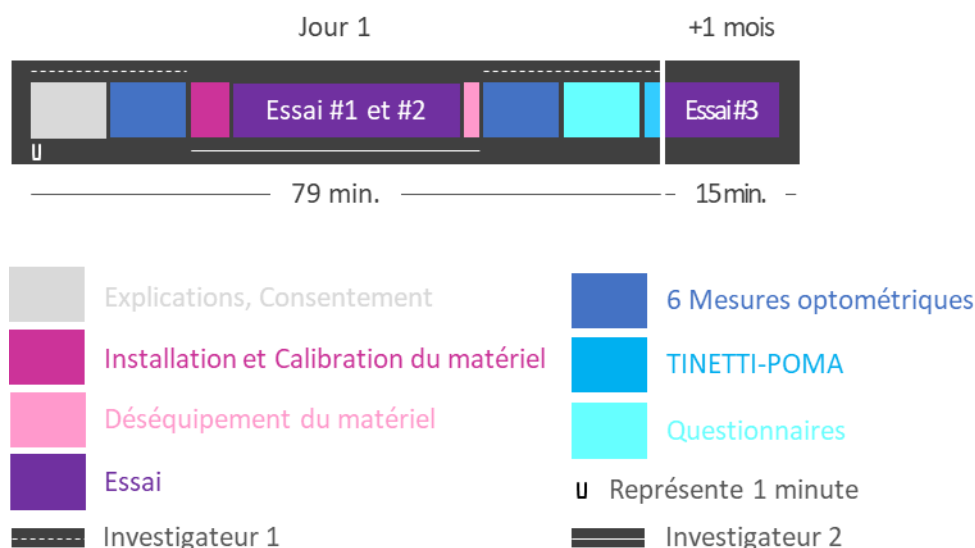 Jour 1
+1 mois
Essai #1 et #2
Essai#3
79 min.
15min.
Explications, Consentement
6 Mesures optométriques
Installation et Calibration du matériel
TINETTI-POMA
Déséquipement du matériel
Questionnaires
Essai
Représente 1 minute
Investigateur 1
Investigateur 2